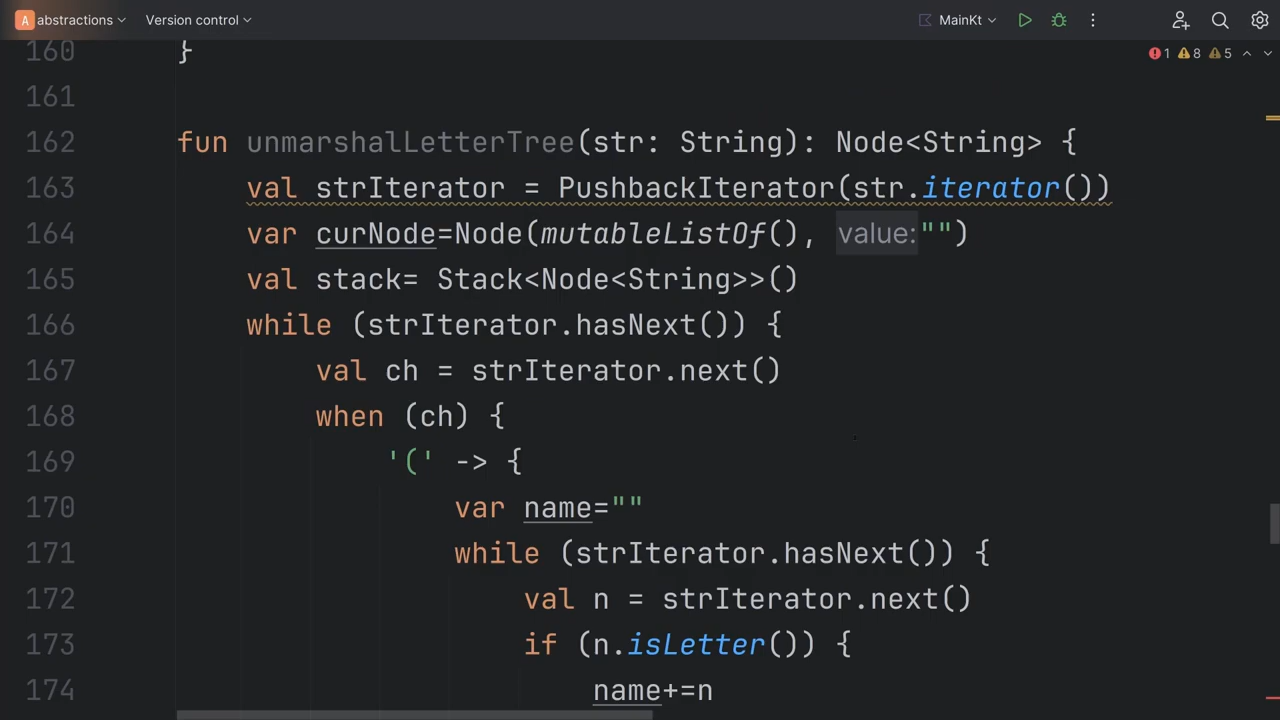 A abstractions Version control MainKt
1 8 5
160 }
161
162 fun unmarshalLetterTree(str: String): Node<String> {
163 val strIterator = PushbackIterator(str.iterator())
164 var curNode=Node(mutableListOf(), value:"")
165 val stack= Stack<Node<String>>()
166 while (strIterator.hasNext()) {
167 val ch = strIterator.next()
168 when (ch) {
169 '(' -> {
170 var name=""
171 while (strIterator.hasNext()) {
172 val n = strIterator.next()
173 if (n.isLetter()) {
174 name+=n